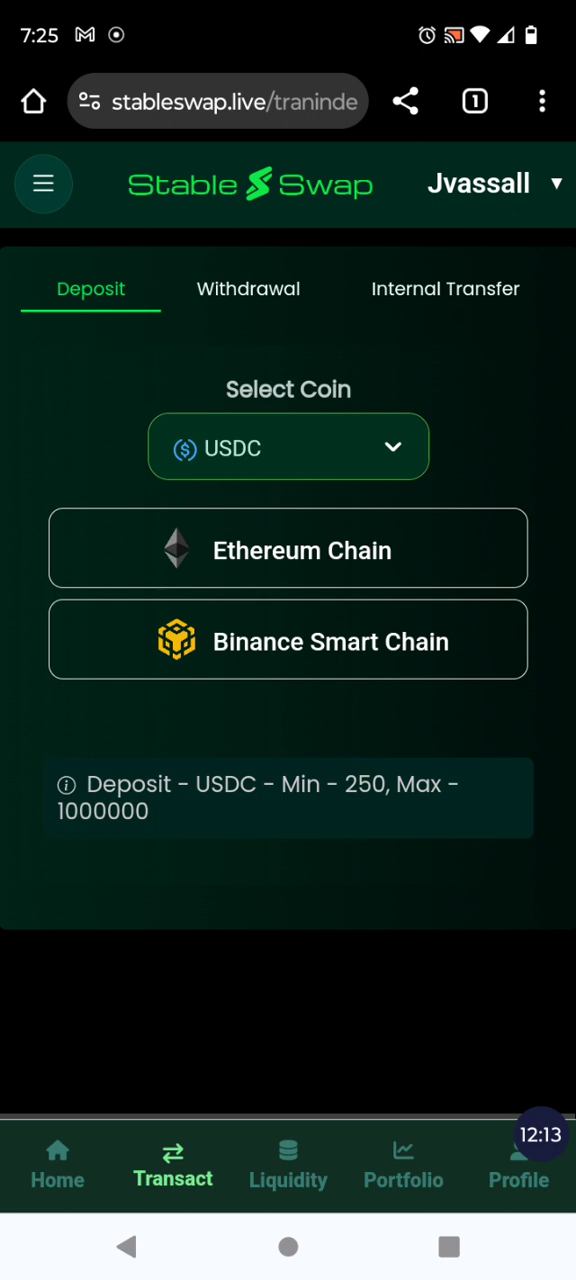 7:25
stableswap.live/traninde
1
Stable Swap
Jvassall
Deposit
Withdrawal
Internal Transfer
Select Coin
USDC
Ethereum Chain
Binance Smart Chain
Deposit - USDC - Min - 250, Max -
1000000
12:13
Home
Transact
Liquidity
Portfolio
Profile